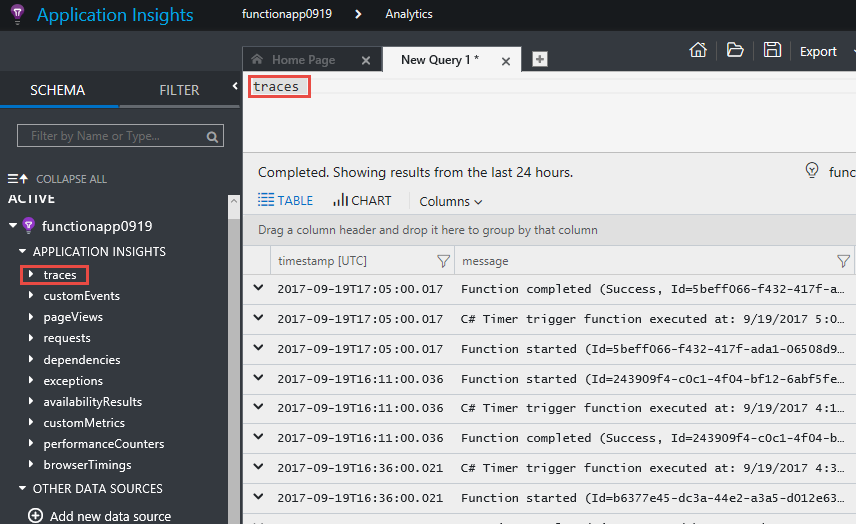 Application Insights functionapp0919 > Analytics
Home Page × New Query 1 * × +
Export
SCHEMA FILTER
traces
Filter by Name or Type...
Completed. Showing results from the last 24 hours. func
COLLAPSE ALL
ACTIVE
TABLE CHART Columns
functionapp0919
Drag a column header and drop it here to group by that column
APPLICATION INSIGHTS
timestamp [UTC] message
traces
customEvents
pageViews
requests
dependencies
exceptions
availabilityResults
customMetrics
performanceCounters
browserTimings
OTHER DATA SOURCES
Add new data source
2017-09-19T17:05:00.017 Function completed (Success, Id=5beff066-f432-417f-a...
2017-09-19T17:05:00.017 C# Timer trigger function executed at: 9/19/2017 5:0...
2017-09-19T17:05:00.017 Function started (Id=5beff066-f432-417f-ada1-06508d9...
2017-09-19T16:11:00.036 Function started (Id=243909f4-c0c1-4f04-bf12-6abf5fe...
2017-09-19T16:11:00.036 C# Timer trigger function executed at: 9/19/2017 4:1...
2017-09-19T16:11:00.036 Function completed (Success, Id=243909f4-c0c1-4f04-b...
2017-09-19T16:36:00.021 C# Timer trigger function executed at: 9/19/2017 4:3...
2017-09-19T16:36:00.021 Function started (Id=b6377e45-dc3a-44e2-a3a5-d012e63...